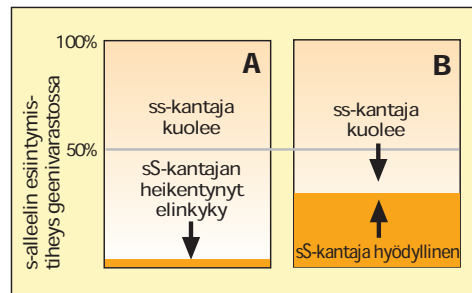 s-alleelin esiintymis-
tiheys geenivarastossa
100%
50%
A
ss-kantaja
kuolee
sS-kantajan
heikentynyt
elinkyky
B
ss-kantaja
kuolee
sS-kantaja hyödyllinen